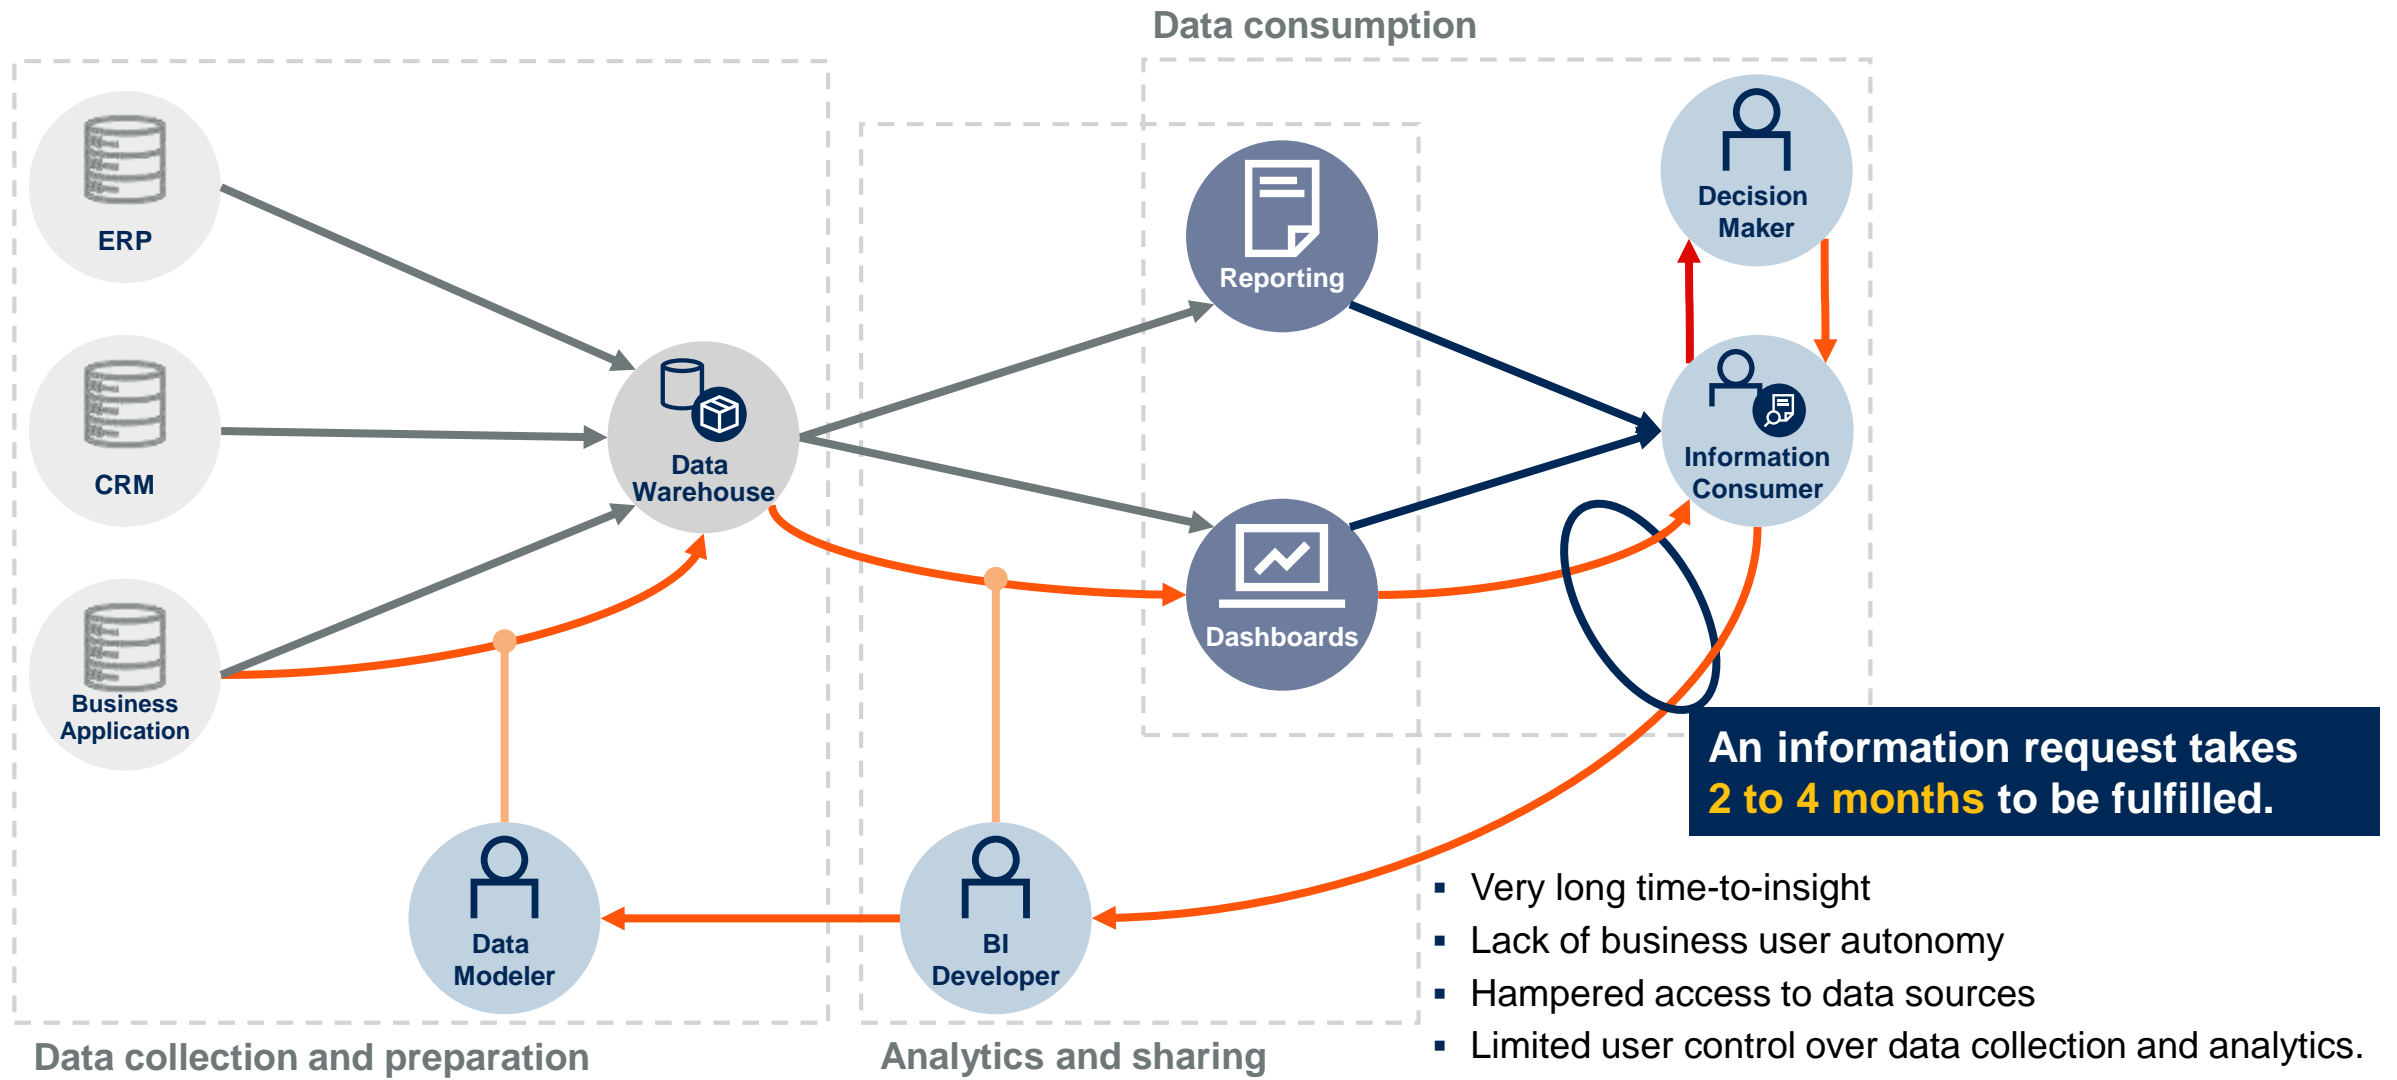 Data consumption
ERP
CRM
Business
Application
Data
Warehouse
Reporting
Dashboards
Decision
Maker
Information
Consumer
Data
Modeler
BI
Developer
An information request takes
2 to 4 months to be fulfilled.
▪ Very long time-to-insight
▪ Lack of business user autonomy
▪ Hampered access to data sources
▪ Limited user control over data collection and analytics.
Data collection and preparation
Analytics and sharing